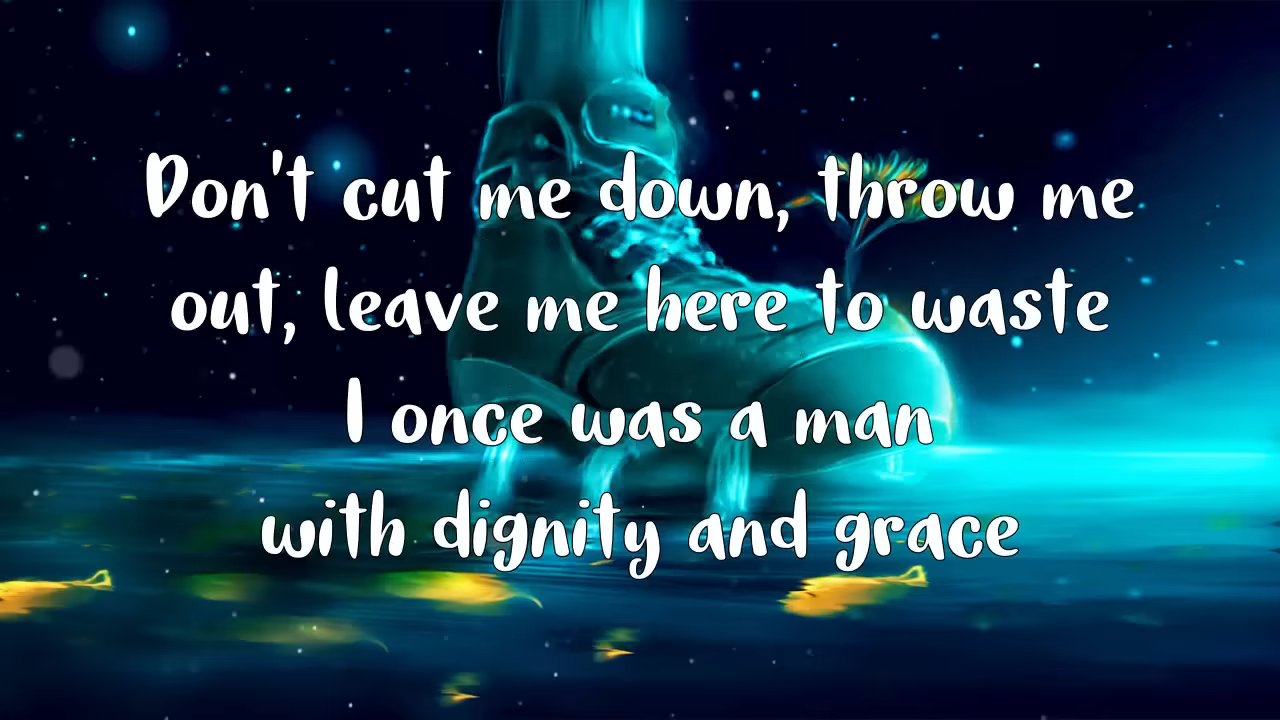 Don't cut me down, throw me
out, leave me here to waste
I once was a man
with dignity and grace